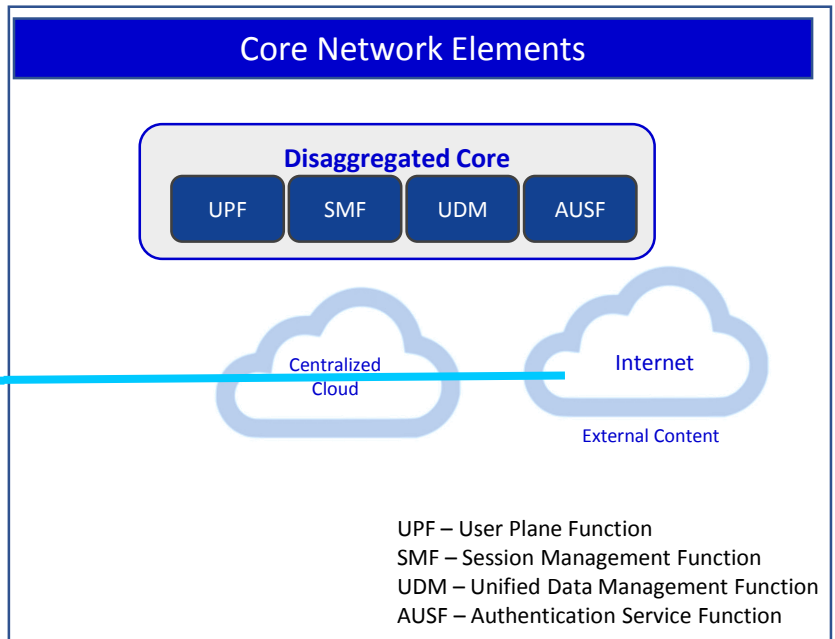 Core Network Elements
Disaggregated Core
UPF
SMF
UDM
AUSF
Centralized
Cloud
Internet
External Content
UPF – User Plane Function
SMF – Session Management Function
UDM – Unified Data Management Function
AUSF – Authentication Service Function